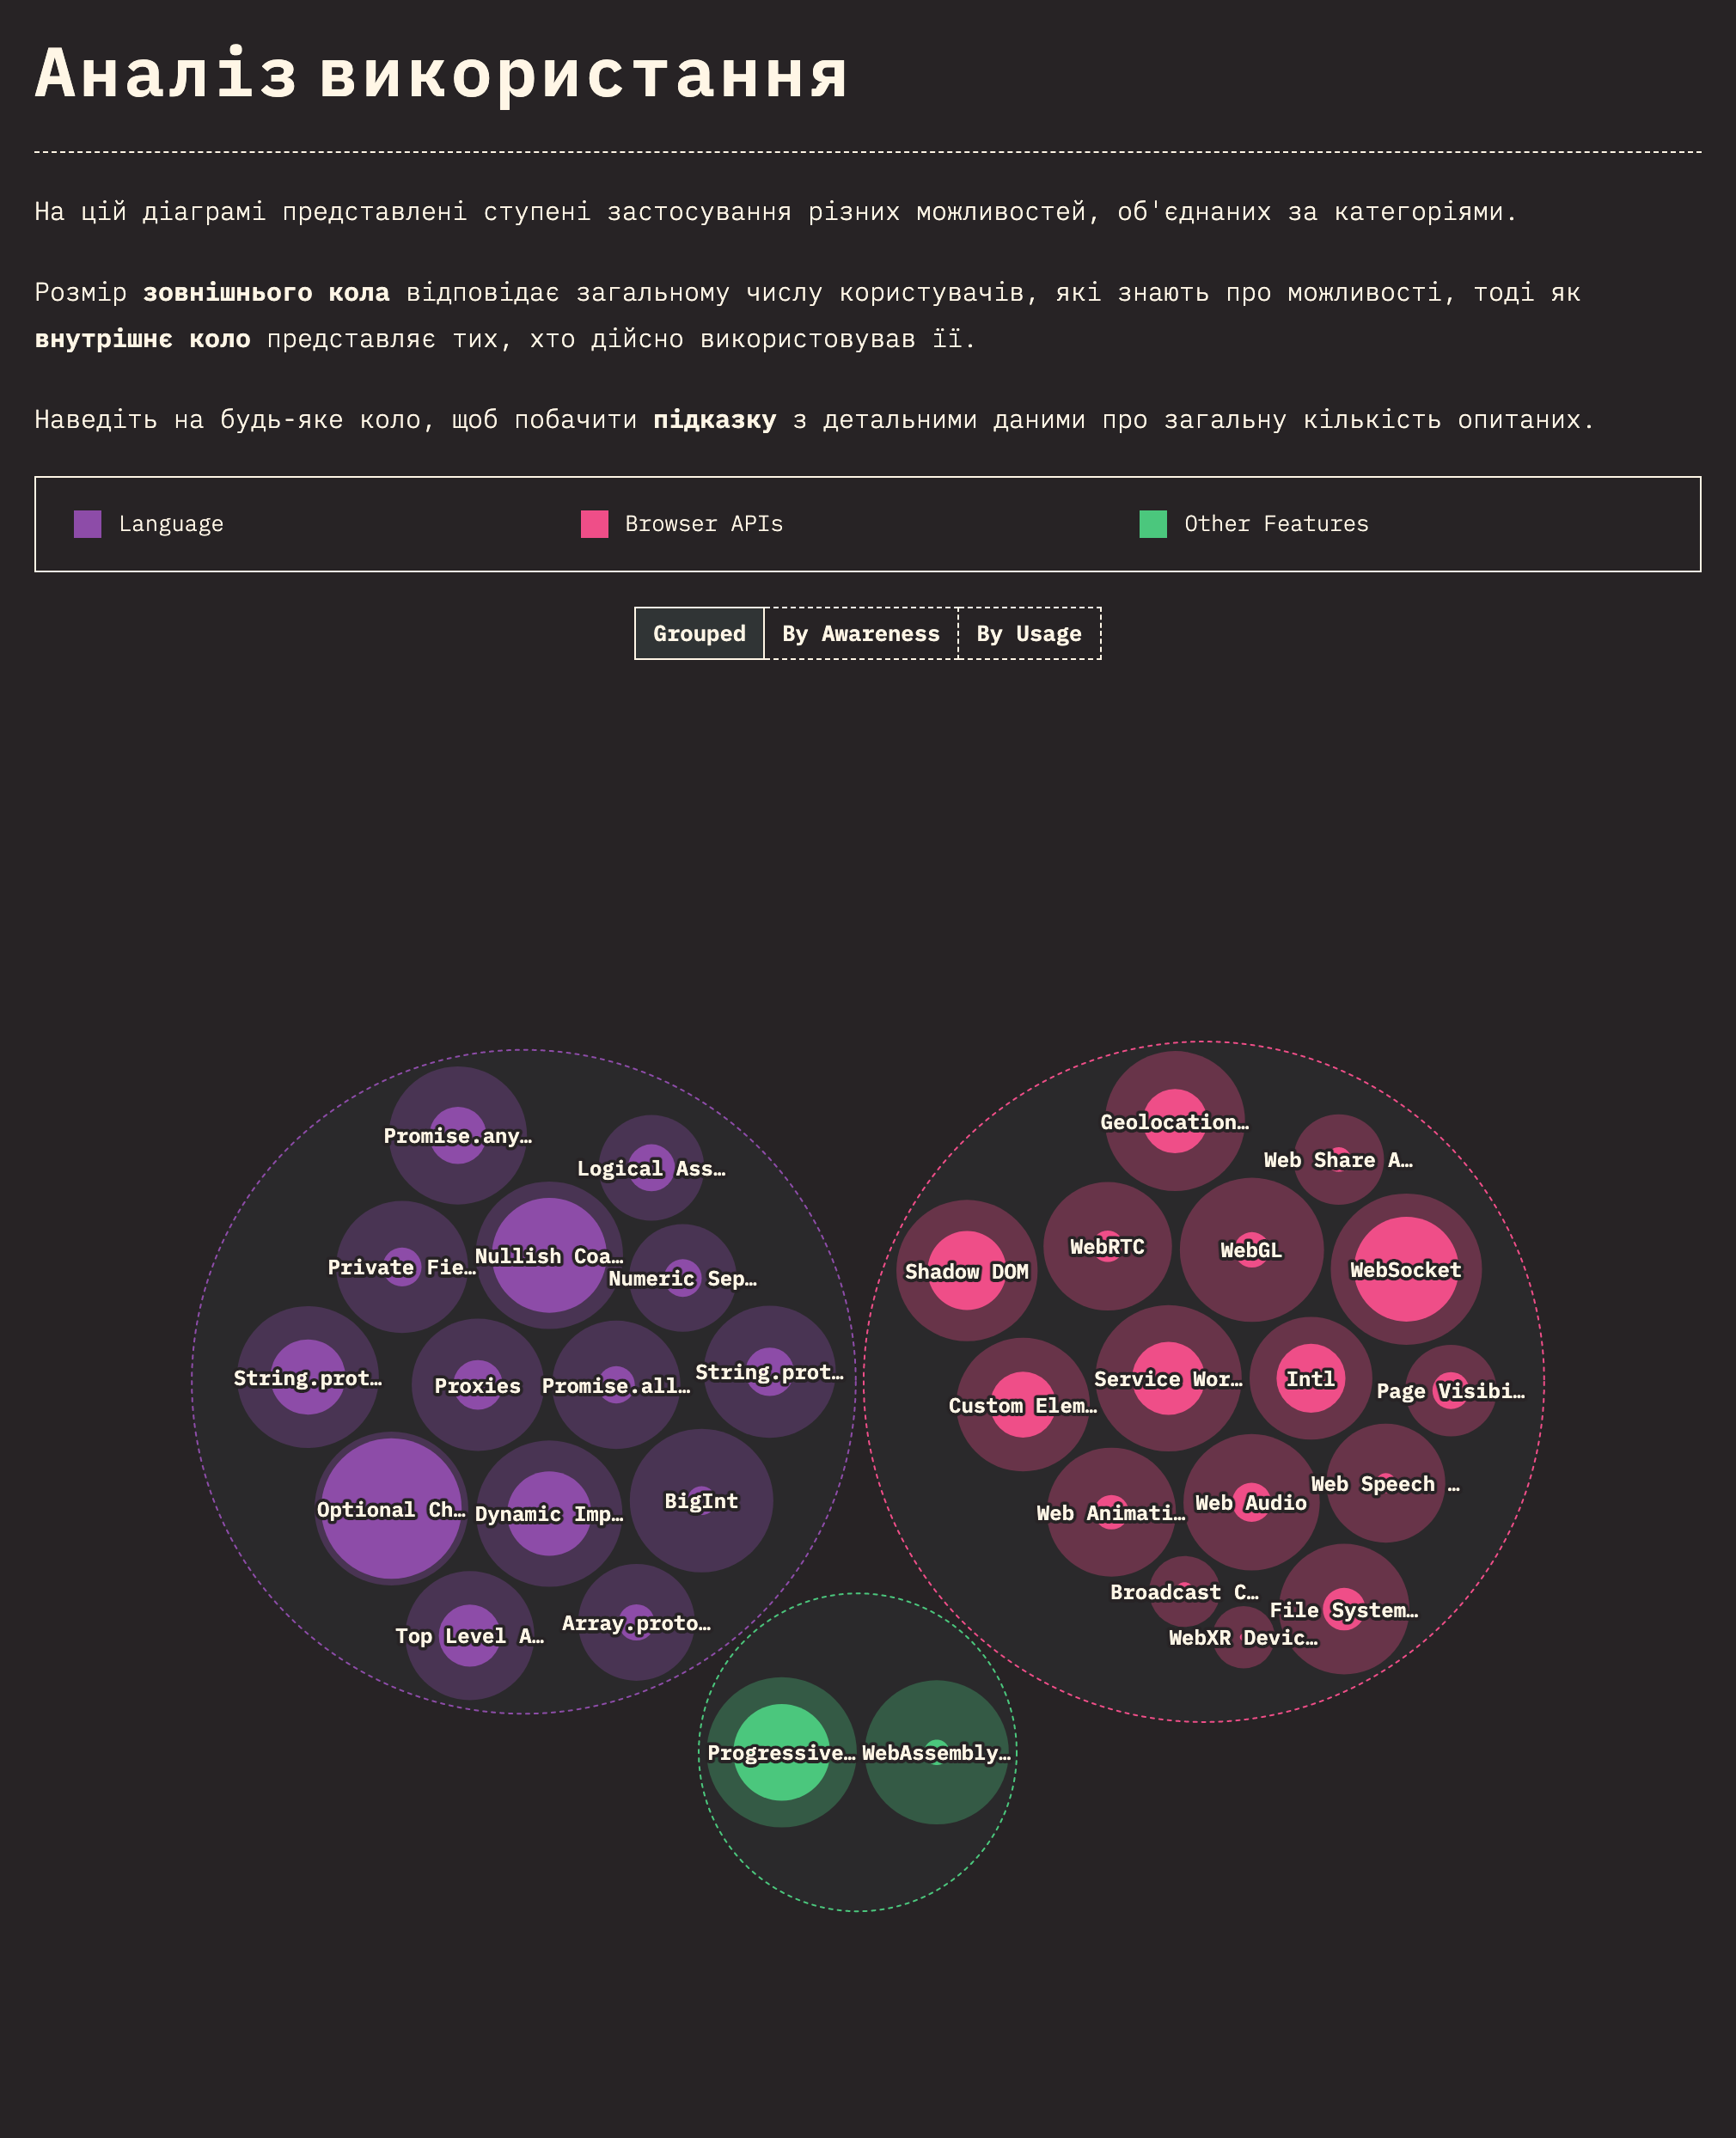 Аналіз використання
На цій діаграмі представлені ступені застосування різних можливостей, об'єднаних за категоріями.
Розмір зовнішнього кола відповідає загальному числу користувачів, які знають про можливості, тоді як
внутрішнє коло представляє тих, хто дійсно використовував її.
Наведіть на будь-яке коло, щоб побачити підказку з детальними даними про загальну кількість опитаних.
Language
Browser APIs
Other Features
Grouped
By Awareness
By Usage
Promise.any…
Logical Ass…
Private Fie…
Nullish Coa…
Numeric Sep…
String.prot…
Proxies
Promise.all…
String.prot…
Optional Ch…
Dynamic Imp…
BigInt
Top Level A…
Array.proto…
Geolocation…
Web Share A…
Shadow DOM
WebRTC
WebGL
WebSocket
Custom Elem…
Service Wor…
Intl
Page Visibi…
Web Animati…
Web Audio
Web Speech …
Broadcast C…
File System…
WebXR Devic…
Progressive…
WebAssembly…